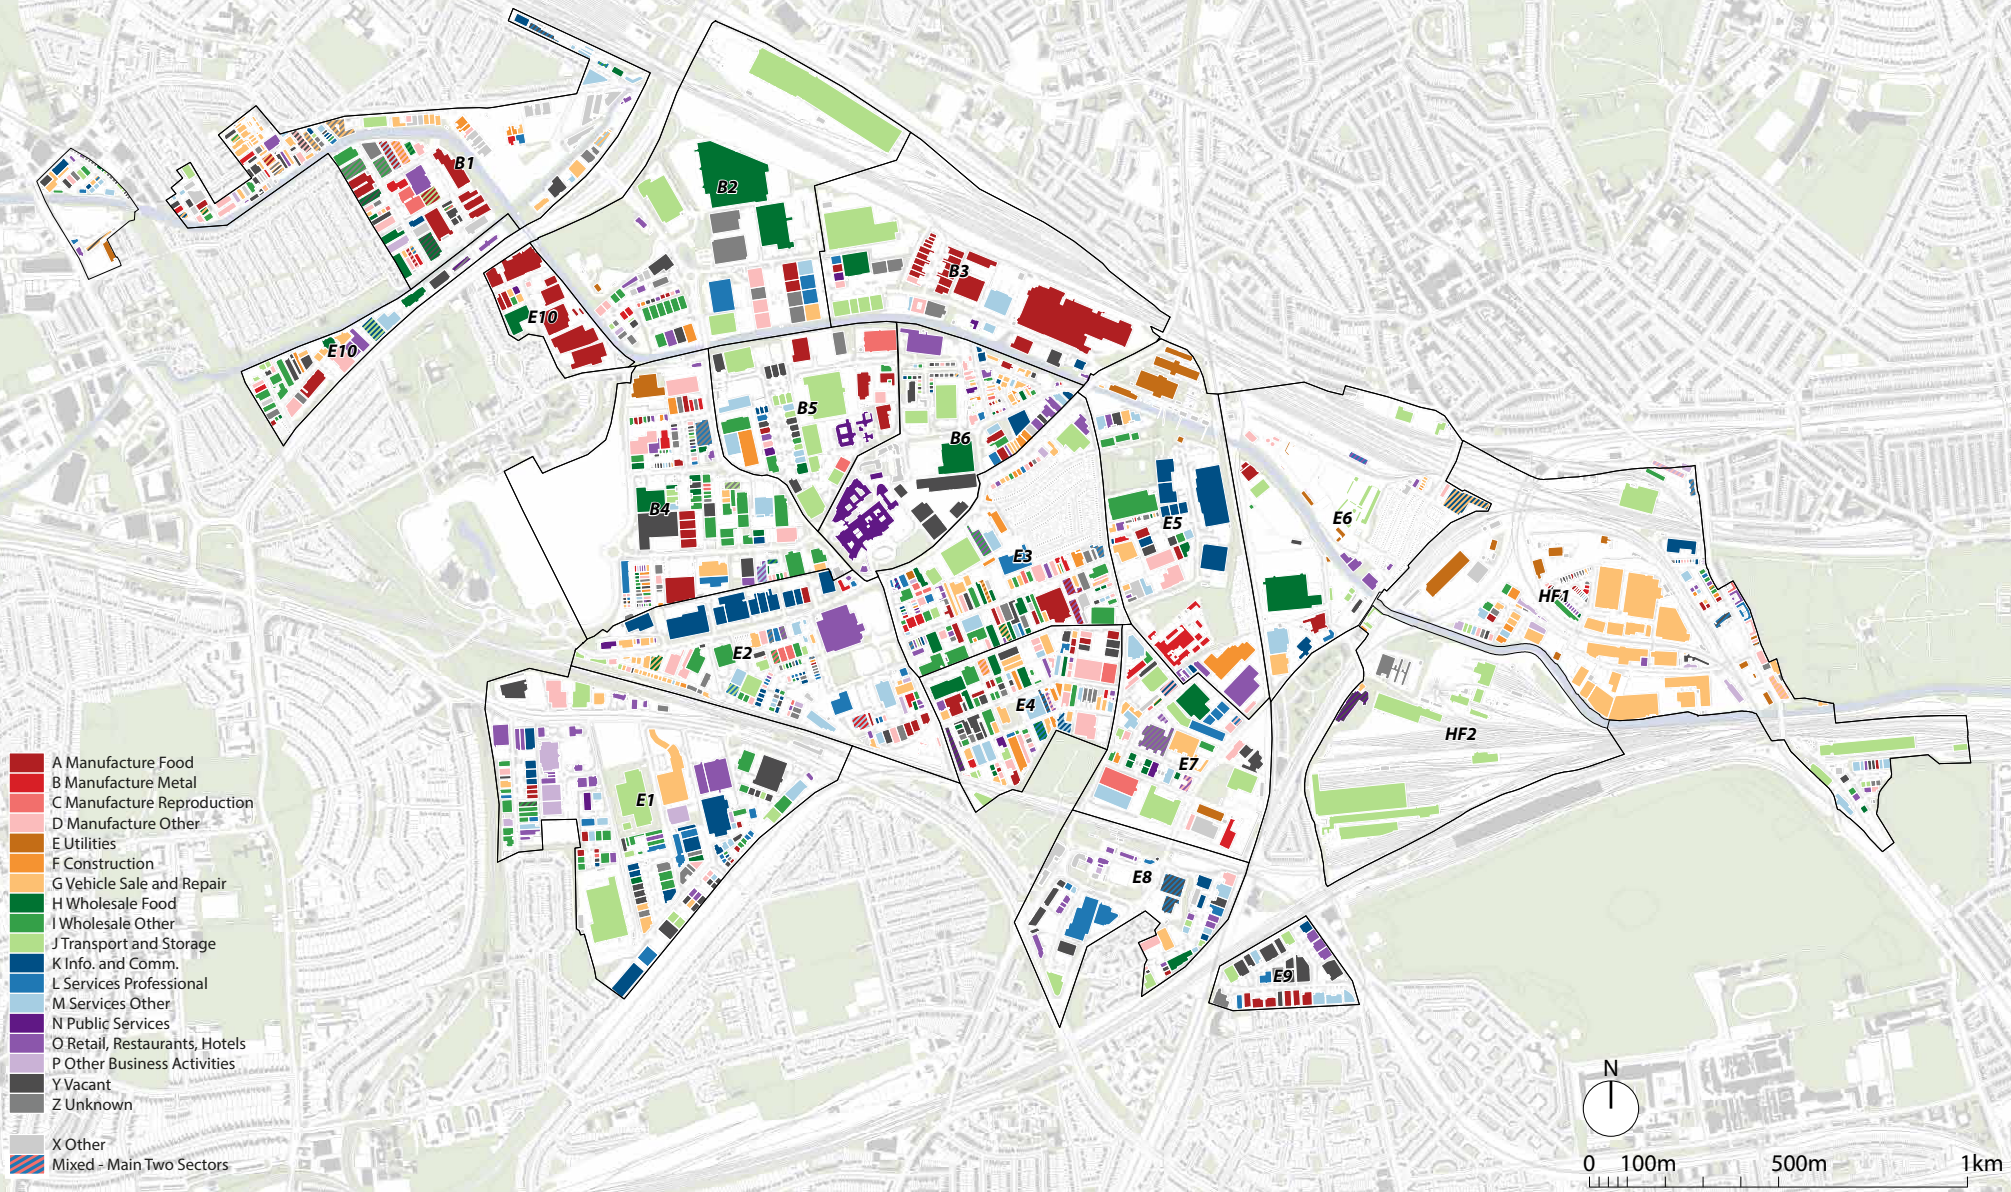 B1
B2
B3
E10
E10
B5
B6
B4
E5
E6
E3
HF1
E2
E4
HF2
E7
E1
E8
E9
A Manufacture Food
B Manufacture Metal
C Manufacture Reproduction
D Manufacture Other
E Utilities
F Construction
G Vehicle Sale and Repair
H Wholesale Food
I Wholesale Other
J Transport and Storage
K Info. and Comm.
L Services Professional
M Services Other
N Public Services
O Retail, Restaurants, Hotels
P Other Business Activities
Y Vacant
Z Unknown
X Other
Mixed - Main Two Sectors
N
0 100m 500m 1km